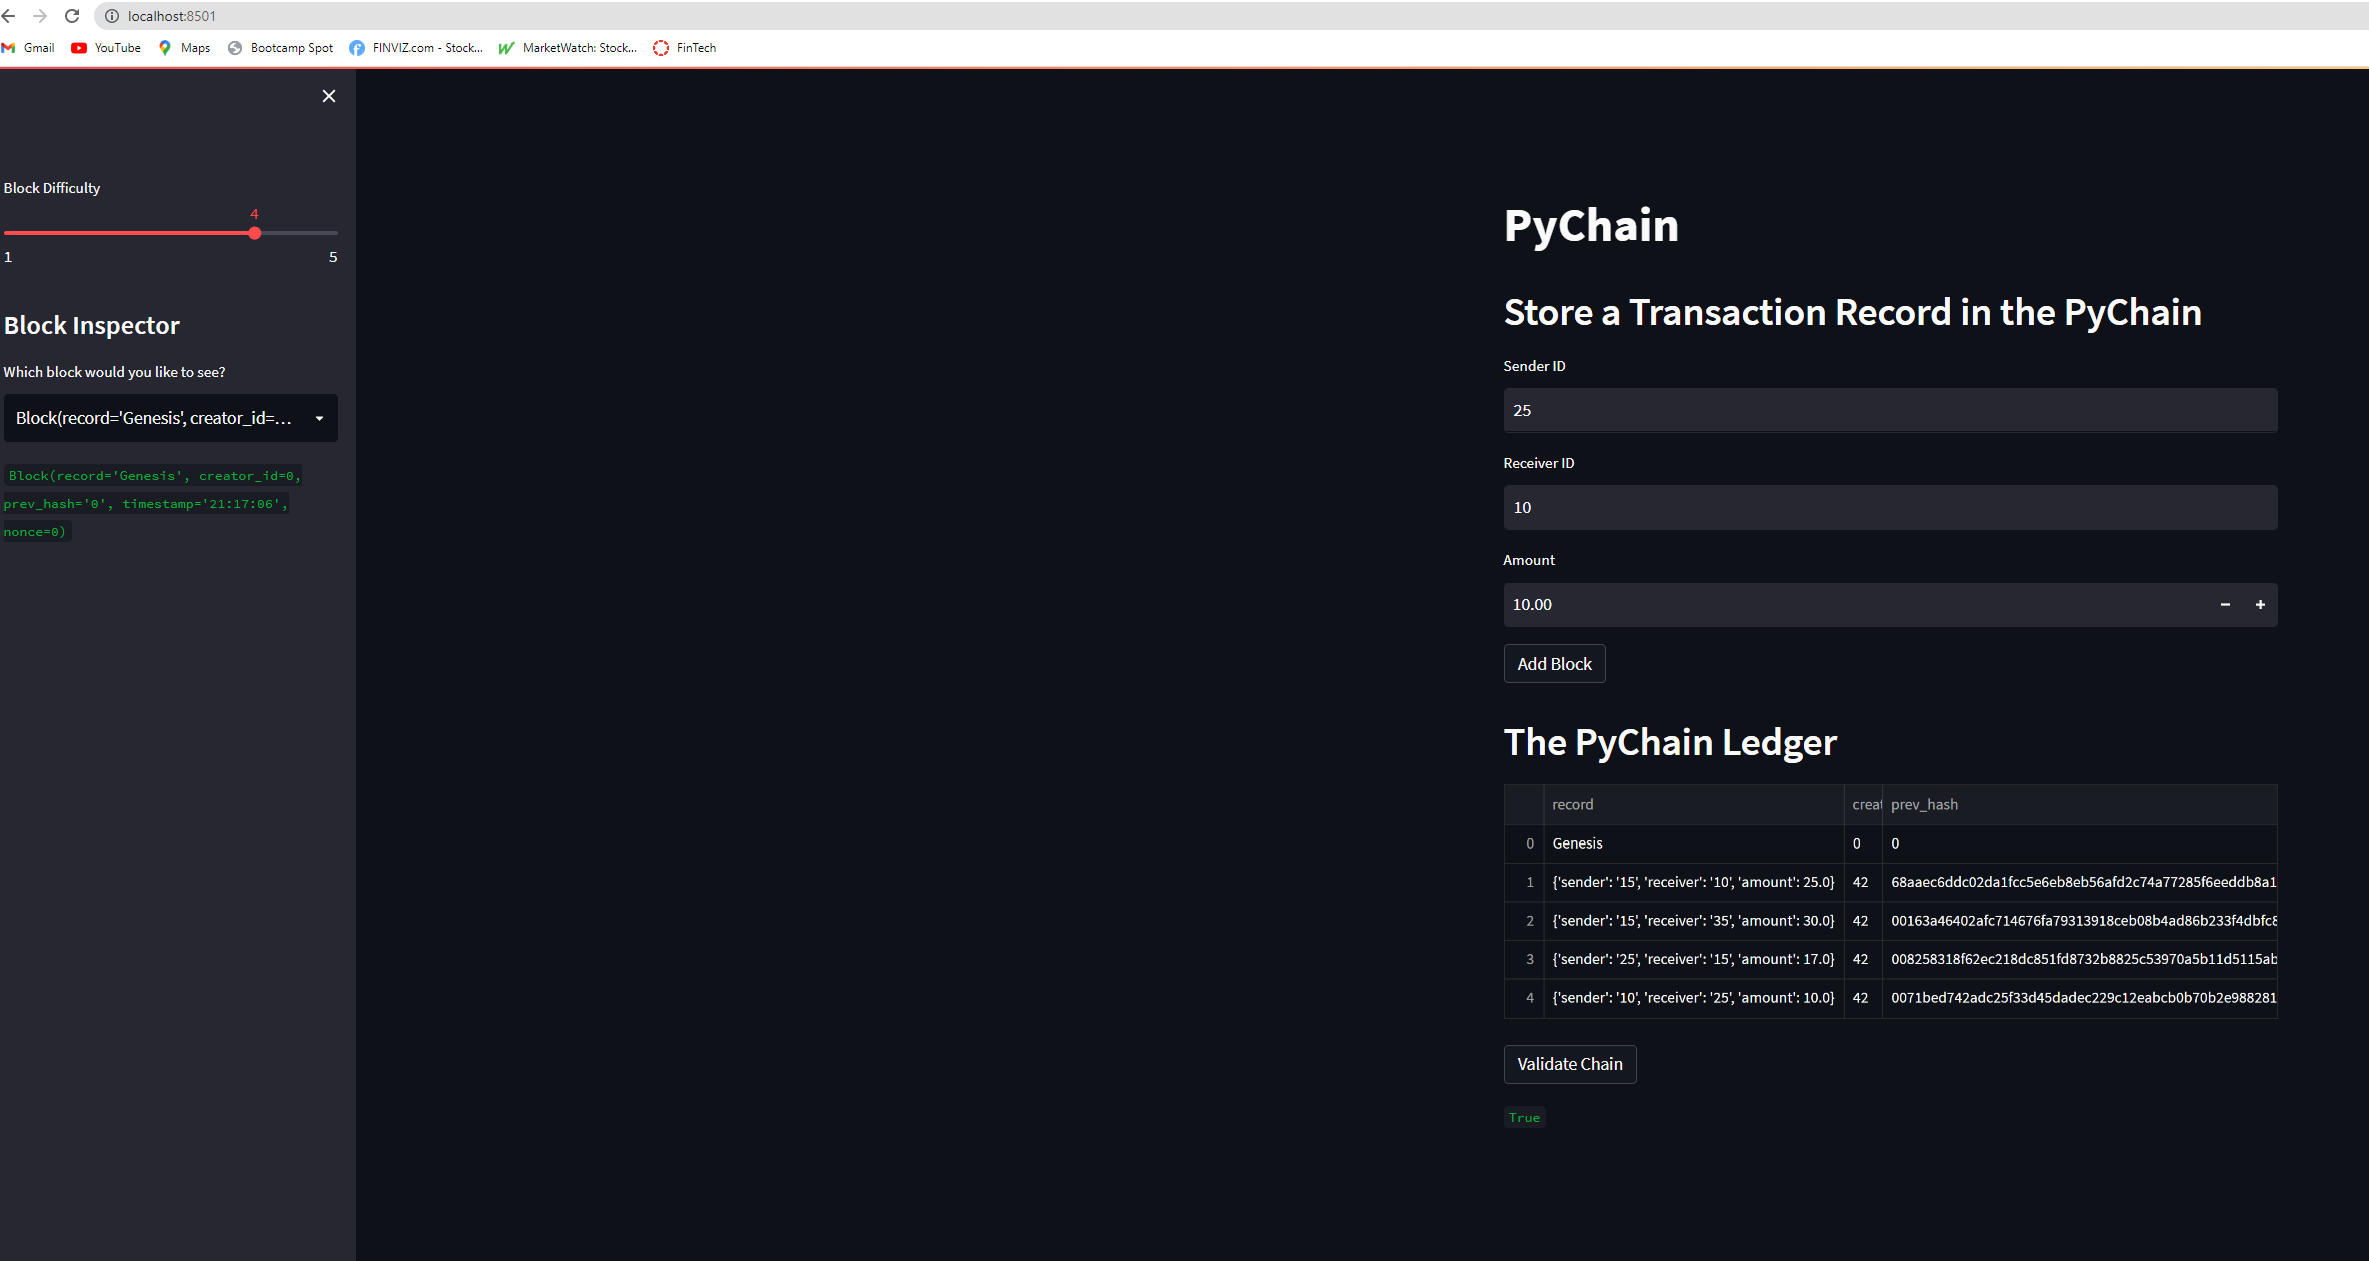 localhost:8501
Gmail YouTube Maps Bootcamp Spot FINVIZ.com - Stock... MarketWatch: Stock... FinTech
Block Difficulty
4
1 5
Block Inspector
Which block would you like to see?
Block(record='Genesis', creator_id=...
Block(record='Genesis', creator_id=0,
prev_hash='0', timestamp='21:17:06',
nonce=0)
PyChain
Store a Transaction Record in the PyChain
Sender ID
25
Receiver ID
10
Amount
10.00
Add Block
The PyChain Ledger
record creat prev_hash
0 Genesis 0 0
1 {'sender': '15', 'receiver': '10', 'amount': 25.0} 42 68aaec6ddc02da1fcc5e6eb8eb56afd2c74a77285f6eeddb8a1
2 {'sender': '15', 'receiver': '35', 'amount': 30.0} 42 00163a46402afc714676fa79313918ceb08b4ad86b233f4dbfc8
3 {'sender': '25', 'receiver': '15', 'amount': 17.0} 42 008258318f62ec218dc851fd8732b8825c53970a5b11d5115ab
4 {'sender': '10', 'receiver': '25', 'amount': 10.0} 42 0071bed742adc25f33d45dadec229c12eabcb0b70b2e988281
Validate Chain
True